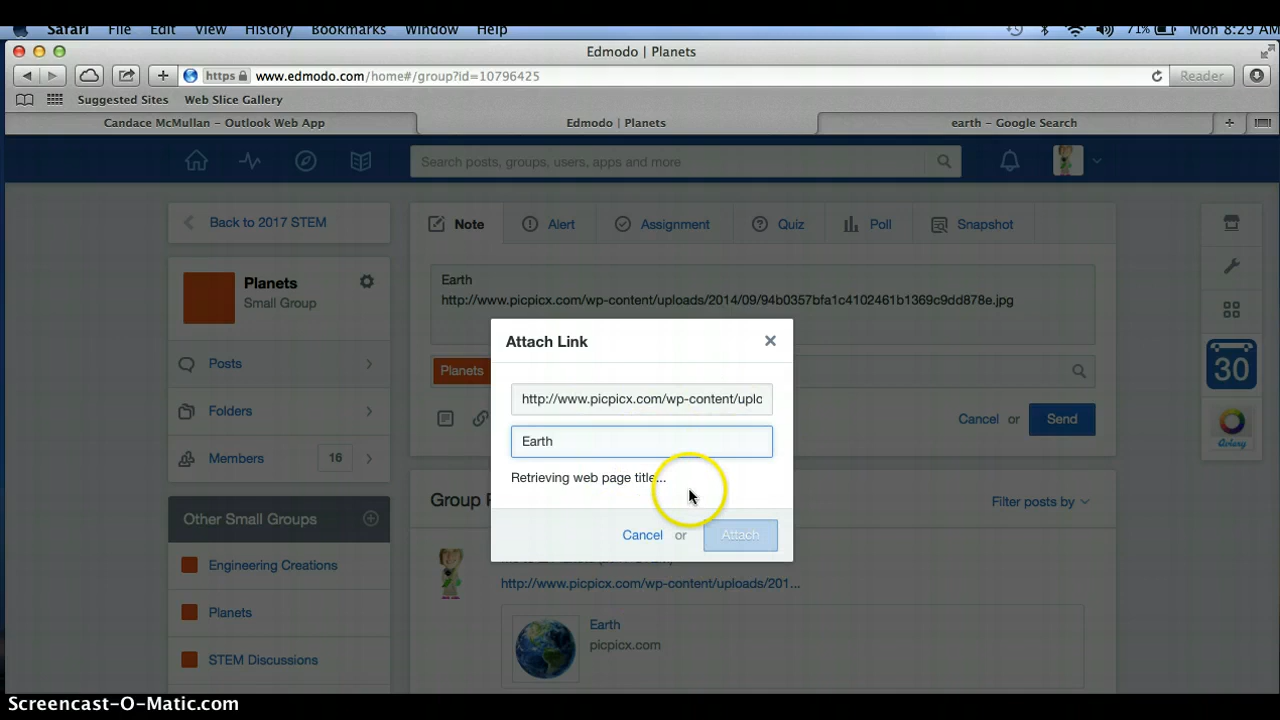 Safari File Edit View History Bookmarks Window Help 71% Mon 8:29 AM
Edmodo | Planets
https www.edmodo.com/home#/group?id=10796425 Reader
Suggested Sites Web Slice Gallery
Candace McMullan – Outlook Web App Edmodo | Planets earth – Google Search
Search posts, groups, users, apps and more
Back to 2017 STEM
Note Alert Assignment Quiz Poll Snapshot
Planets
Small Group
Earth
http://www.picpicx.com/wp-content/uploads/2014/09/94b0357bfa1c4102461b1369c9dd878e.jpg
Attach Link
Posts
Planets
30
http://www.picpicx.com/wp-content/uplo
Folders
Cancel or Send
Aviary
Earth
Members 16
Retrieving web page title...
Group
Filter posts by
Other Small Groups
Cancel or Attach
Engineering Creations
http://www.picpicx.com/wp-content/uploads/201...
Planets
Earth
picpicx.com
STEM Discussions
Screencast-O-Matic.com